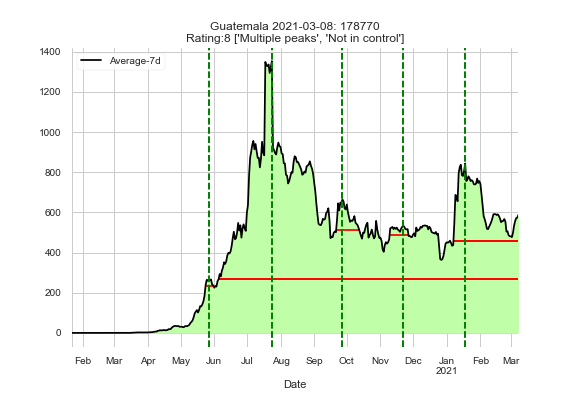 Guatemala 2021-03-08: 178770
Rating:8 ['Multiple peaks', 'Not in control']
Average-7d
1400
1200
1000
800
600
400
200
0
Feb Mar Apr May Jun Jul Aug Sep Oct Nov Dec Jan Feb Mar
2021
Date